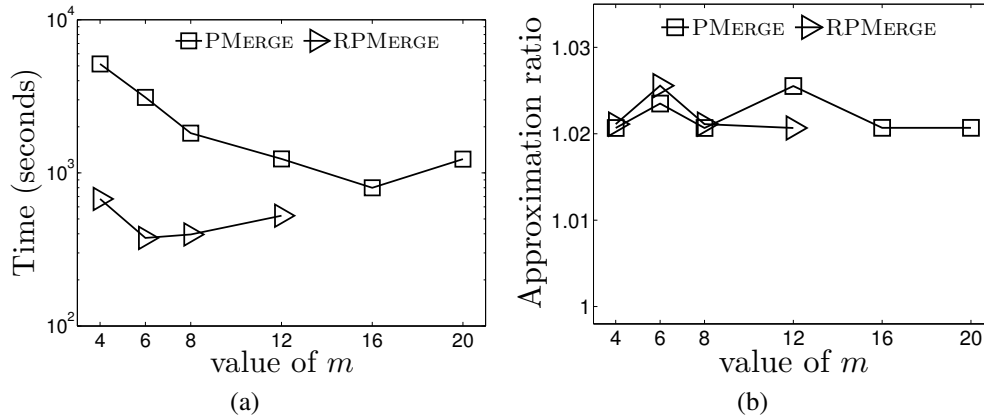 PMERGE RPMERGE
Time (seconds)
10^4
10^3
10^2
4 6 8 12 16 20
value of m
(a)
PMERGE RPMERGE
Approximation ratio
1.03
1.02
1.01
1
4 6 8 12 16 20
value of m
(b)